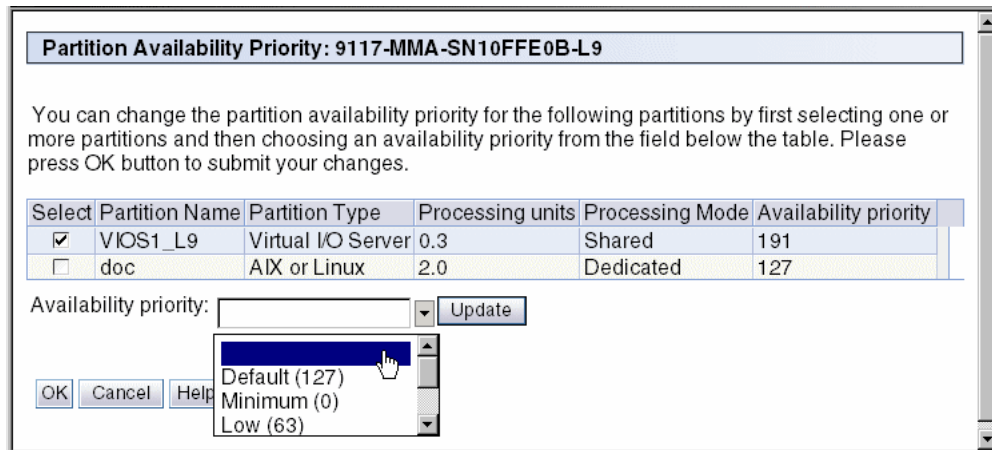 Partition Availability Priority: 9117-MMA-SN10FFE0B-L9
You can change the partition availability priority for the following partitions by first selecting one or
more partitions and then choosing an availability priority from the field below the table. Please
press OK button to submit your changes.
Select Partition Name Partition Type Processing units Processing Mode Availability priority
VIOS1_L9 Virtual I/O Server 0.3 Shared 191
doc AIX or Linux 2.0 Dedicated 127
Availability priority: Update
Default (127)
Minimum (0)
Low (63)
OK Cancel Help